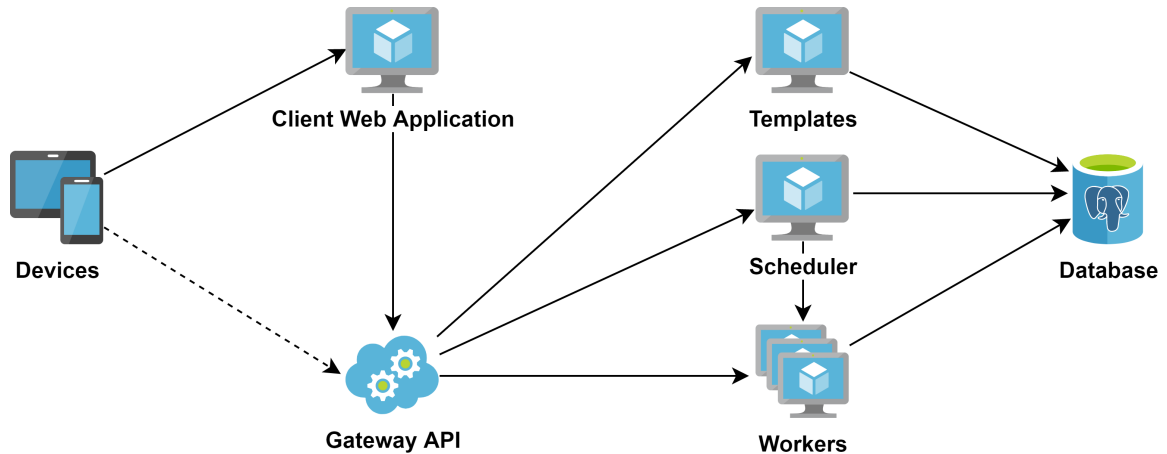 Client Web Application
Templates
Devices
Scheduler
Database
Gateway API
Workers